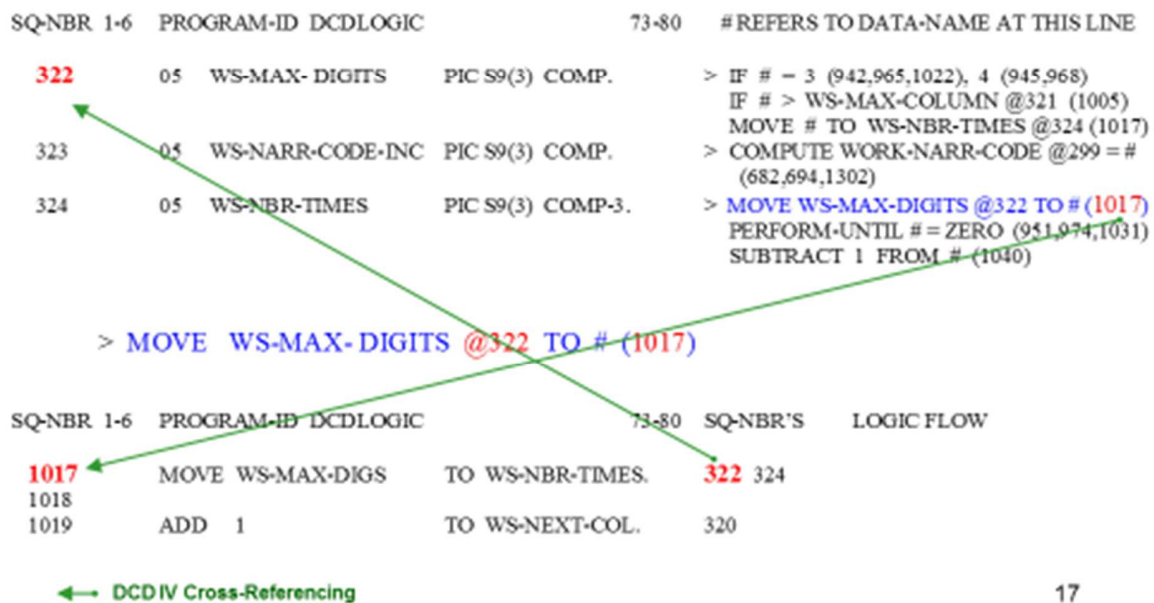 SQ-NBR 1-6 PROGRAM-ID DCDLOGIC 73-80 # REFERS TO DATA-NAME AT THIS LINE
322 05 WS-MAX- DIGITS PIC S9(3) COMP. > IF # = 3 (942,965,1022), 4 (945,968)
IF # > WS-MAX-COLUMN @321 (1005)
MOVE # TO WS-NBR-TIMES @324 (1017)
323 05 WS-NARR-CODE-INC PIC S9(3) COMP. > COMPUTE WORK-NARR-CODE @299 = #
(682,694,1302)
324 05 WS-NBR-TIMES PIC S9(3) COMP-3. > MOVE WS-MAX-DIGITS @322 TO # (1017)
PERFORM-UNTIL # = ZERO (951,974,1031)
SUBTRACT 1 FROM # (1040)
> MOVE WS-MAX- DIGITS @322 TO # (1017)
SQ-NBR 1-6 PROGRAM-ID DCDLOGIC 73-80 SQ-NBR'S LOGIC FLOW
1017 MOVE WS-MAX-DIGS TO WS-NBR-TIMES. 322 324
1018
1019 ADD 1 TO WS-NEXT-COL. 320
DCD IV Cross-Referencing 17